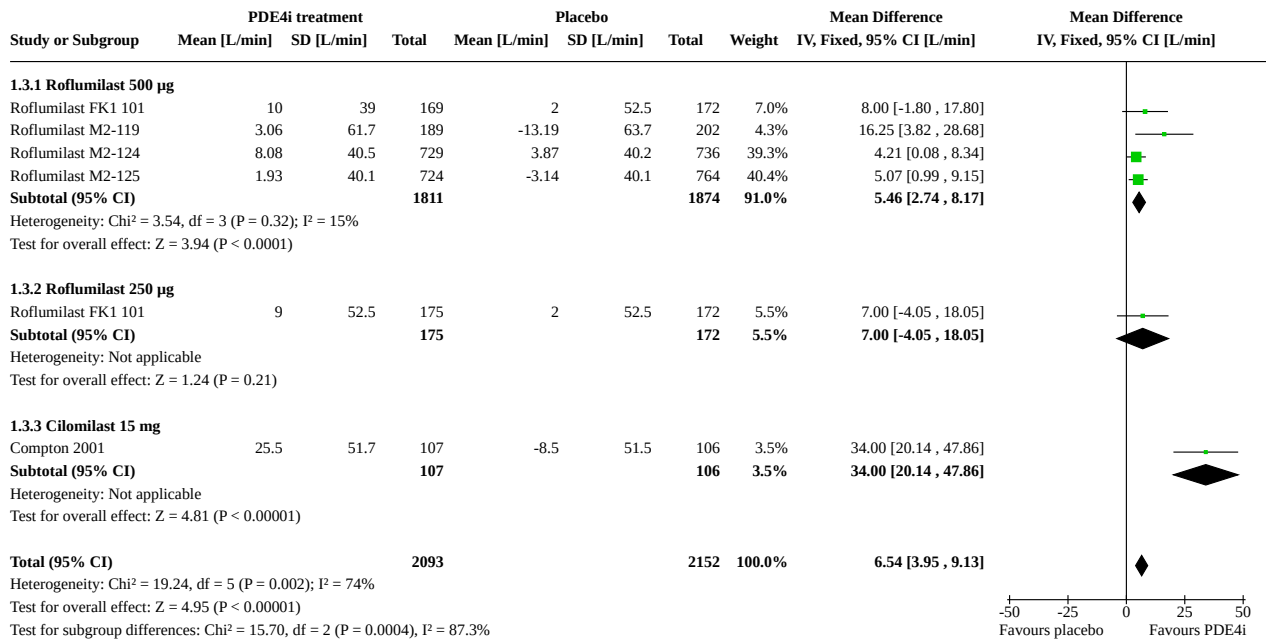 PDE4i treatment Placebo Mean Difference Mean Difference
Study or Subgroup Mean [L/min] SD [L/min] Total Mean [L/min] SD [L/min] Total Weight IV, Fixed, 95% CI [L/min] IV, Fixed, 95% CI [L/min]
1.3.1 Roflumilast 500 µg
Roflumilast FK1 101 10 39 169 2 52.5 172 7.0% 8.00 [-1.80 , 17.80]
Roflumilast M2-119 3.06 61.7 189 -13.19 63.7 202 4.3% 16.25 [3.82 , 28.68]
Roflumilast M2-124 8.08 40.5 729 3.87 40.2 736 39.3% 4.21 [0.08 , 8.34]
Roflumilast M2-125 1.93 40.1 724 -3.14 40.1 764 40.4% 5.07 [0.99 , 9.15]
Subtotal (95% CI) 1811 1874 91.0% 5.46 [2.74 , 8.17]
Heterogeneity: Chi² = 3.54, df = 3 (P = 0.32); I² = 15%
Test for overall effect: Z = 3.94 (P < 0.0001)
1.3.2 Roflumilast 250 µg
Roflumilast FK1 101 9 52.5 175 2 52.5 172 5.5% 7.00 [-4.05 , 18.05]
Subtotal (95% CI) 175 172 5.5% 7.00 [-4.05 , 18.05]
Heterogeneity: Not applicable
Test for overall effect: Z = 1.24 (P = 0.21)
1.3.3 Cilomilast 15 mg
Compton 2001 25.5 51.7 107 -8.5 51.5 106 3.5% 34.00 [20.14 , 47.86]
Subtotal (95% CI) 107 106 3.5% 34.00 [20.14 , 47.86]
Heterogeneity: Not applicable
Test for overall effect: Z = 4.81 (P < 0.00001)
Total (95% CI) 2093 2152 100.0% 6.54 [3.95 , 9.13]
Heterogeneity: Chi² = 19.24, df = 5 (P = 0.002); I² = 74%
Test for overall effect: Z = 4.95 (P < 0.00001)
Test for subgroup differences: Chi² = 15.70, df = 2 (P = 0.0004), I² = 87.3%
-50 -25 0 25 50
Favours placebo Favours PDE4i